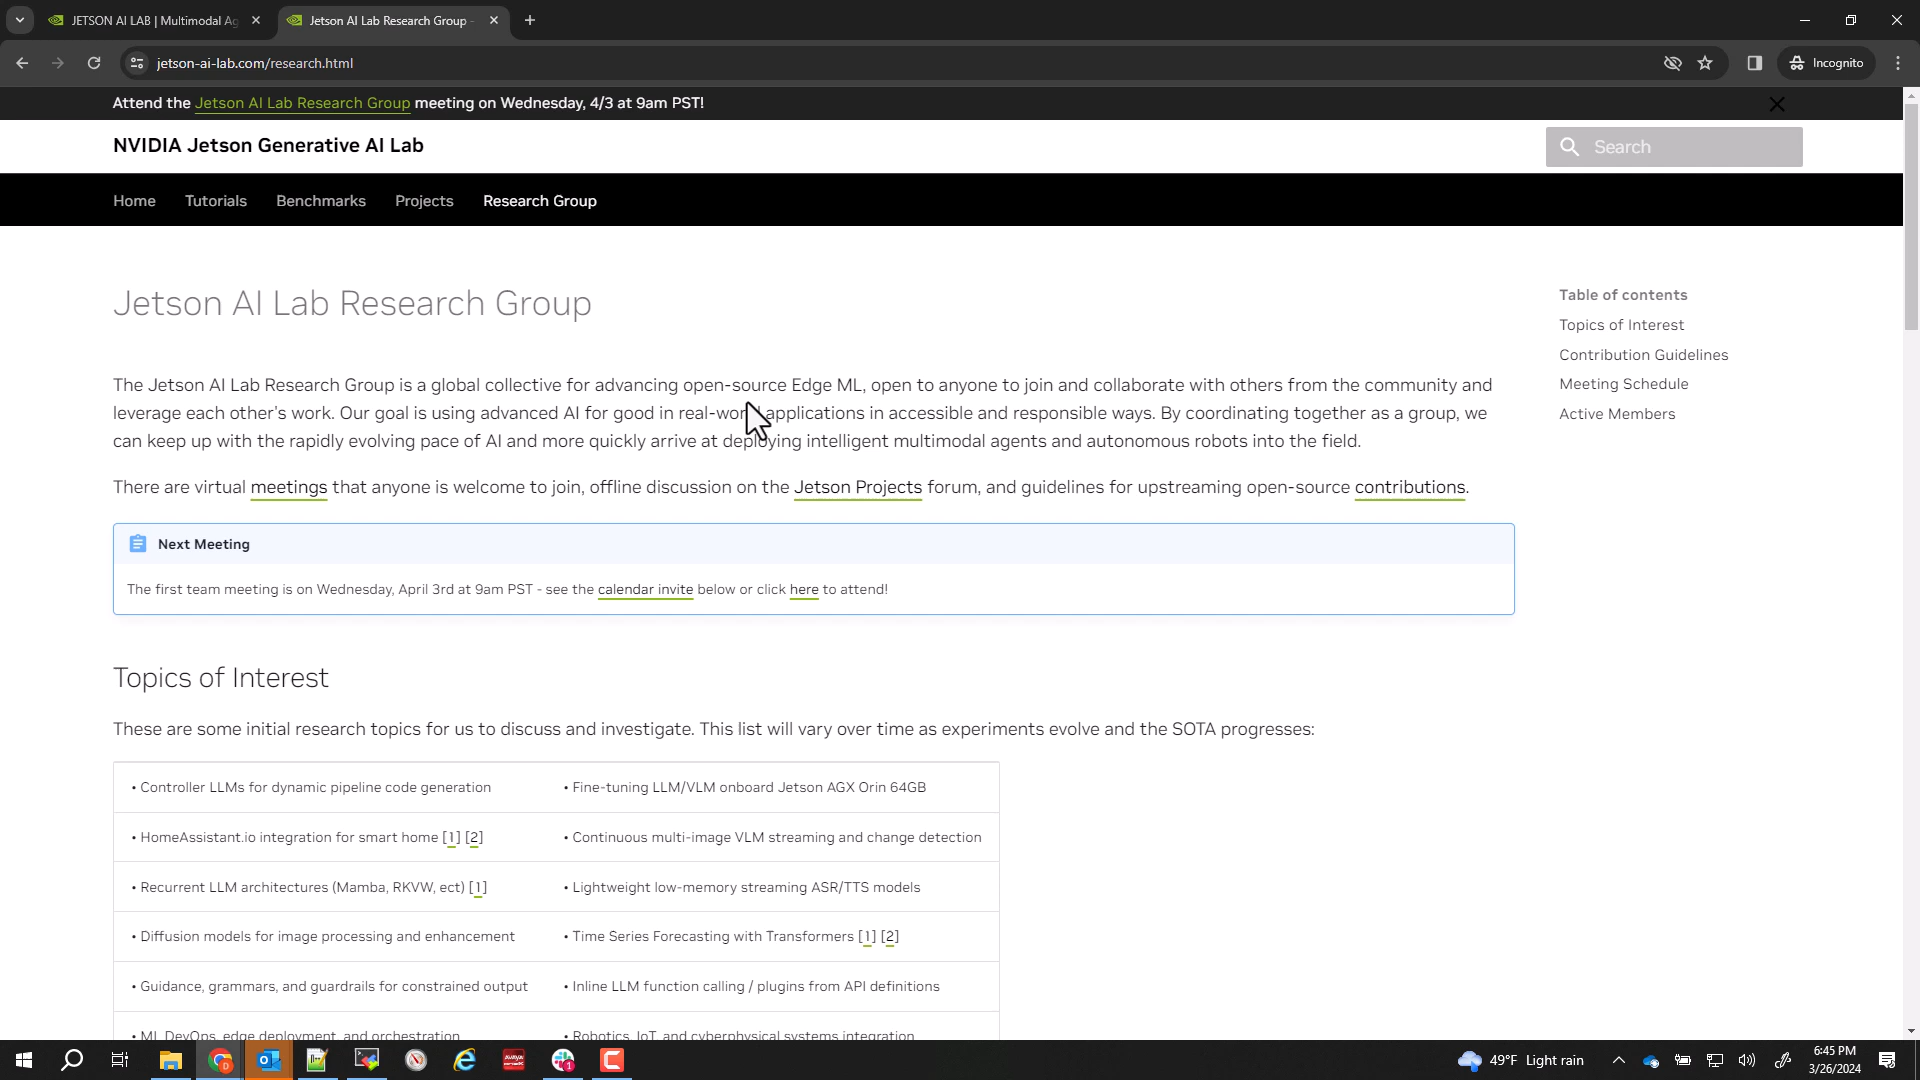 JETSON AI LAB | Multimodal Ag
Jetson AI Lab Research Group -
jetson-ai-lab.com/research.html
Incognito
Attend the Jetson AI Lab Research Group meeting on Wednesday, 4/3 at 9am PST!
NVIDIA Jetson Generative AI Lab
Search
Home Tutorials Benchmarks Projects Research Group
Jetson AI Lab Research Group
The Jetson AI Lab Research Group is a global collective for advancing open-source Edge ML, open to anyone to join and collaborate with others from the community and
leverage each other's work. Our goal is using advanced AI for good in real-world applications in accessible and responsible ways. By coordinating together as a group, we
can keep up with the rapidly evolving pace of AI and more quickly arrive at deploying intelligent multimodal agents and autonomous robots into the field.
There are virtual meetings that anyone is welcome to join, offline discussion on the Jetson Projects forum, and guidelines for upstreaming open-source contributions.
Next Meeting
The first team meeting is on Wednesday, April 3rd at 9am PST - see the calendar invite below or click here to attend!
Table of contents
Topics of Interest
Contribution Guidelines
Meeting Schedule
Active Members
Topics of Interest
These are some initial research topics for us to discuss and investigate. This list will vary over time as experiments evolve and the SOTA progresses:
• Controller LLMs for dynamic pipeline code generation • Fine-tuning LLM/VLM onboard Jetson AGX Orin 64GB
• HomeAssistant.io integration for smart home [1] [2] • Continuous multi-image VLM streaming and change detection
• Recurrent LLM architectures (Mamba, RKVW, ect) [1] • Lightweight low-memory streaming ASR/TTS models
• Diffusion models for image processing and enhancement • Time Series Forecasting with Transformers [1] [2]
• Guidance, grammars, and guardrails for constrained output • Inline LLM function calling / plugins from API definitions
• ML DevOps, edge deployment, and orchestration • Robotics, IoT, and cyberphysical systems integration
49°F Light rain
6:45 PM
3/26/2024